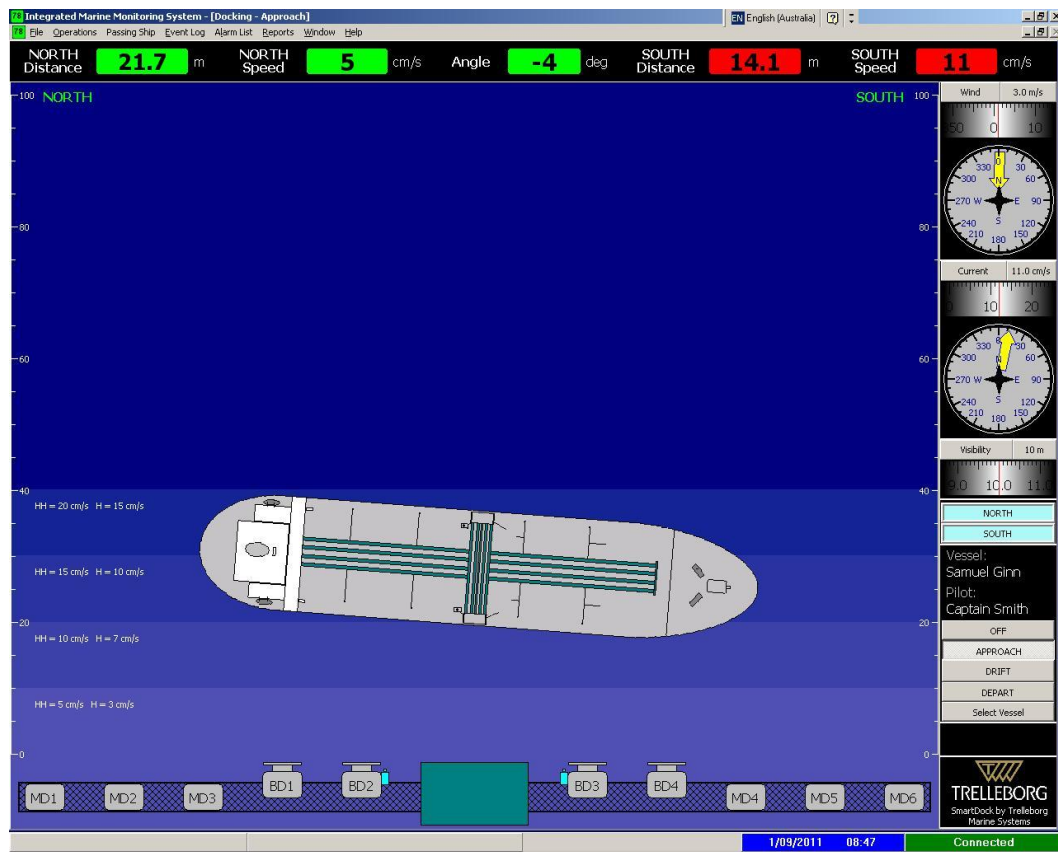 Integrated Marine Monitoring System - [Docking - Approach]
EN English (Australia)
File Operations Passing Ship Event Log Alarm List Reports Window Help
NORTH Distance 21.7 m NORTH Speed 5 cm/s Angle -4 deg SOUTH Distance 14.1 m SOUTH Speed 11 cm/s
100 NORTH SOUTH 100
80 80
60 60
40 40
20 20
0 0
HH = 20 cm/s H = 15 cm/s
HH = 15 cm/s H = 10 cm/s
HH = 10 cm/s H = 7 cm/s
HH = 5 cm/s H = 3 cm/s
MD1 MD2 MD3 BD1 BD2 BD3 BD4 MD4 MD5 MD6
Wind 3.0 m/s
0 10
0
330 30
300 N 60
270 W E 90
240 S 120
210 180 150
Current 11.0 cm/s
10 20
330 30
300 60
270 W E 90
240 S 120
210 180 150
Visibility 10 m
9.0 10.0 11.0
NORTH
SOUTH
Vessel:
Samuel Ginn
Pilot:
Captain Smith
OFF
APPROACH
DRIFT
DEPART
Select Vessel
TRELLEBORG
SmartDock by Trelleborg
Marine Systems
1/09/2011 08:47 Connected